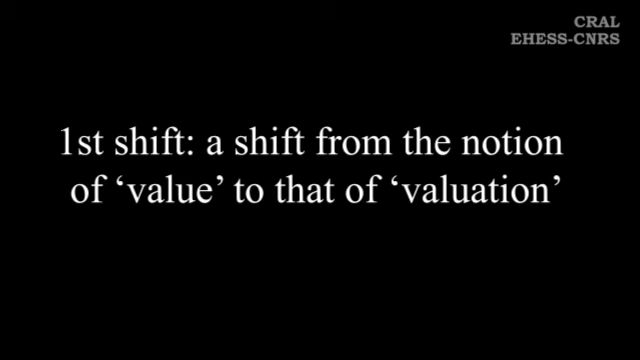 CRAL
EHESS-CNRS
1st shift: a shift from the notion
of ‘value’ to that of ‘valuation’